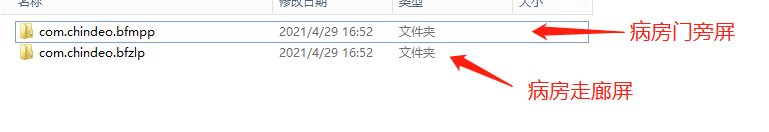 修改日期 类型 大小
com.chindeo.bfmpp 2021/4/29 16:52 文件夹 病房门旁屏
com.chindeo.bfzlp 2021/4/29 16:52 文件夹
病房走廊屏